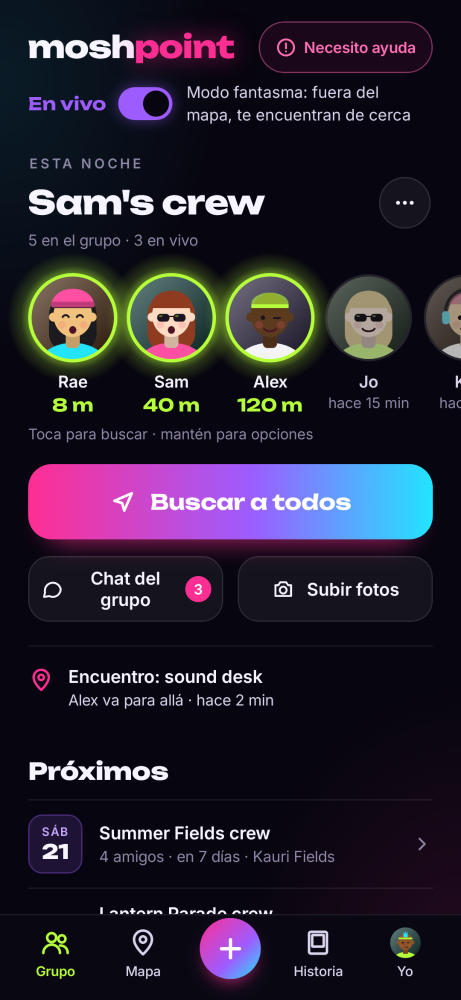 moshpoint
Necesito ayuda
En vivo
Modo fantasma: fuera del
mapa, te encuentran de cerca
ESTA NOCHE
Sam's crew
5 en el grupo · 3 en vivo
Rae
Sam
Alex
Jo
8 m
40 m
120 m
hace 15 min
Toca para buscar · mantén para opciones
Buscar a todos
Chat del
grupo
3
Subir fotos
Encuentro: sound desk
Alex va para allá · hace 2 min
Próximos
SÁB
21
Summer Fields crew
4 amigos · en 7 días · Kauri Fields
Lantern Parade crew
Grupo
Mapa
Historia
Yo